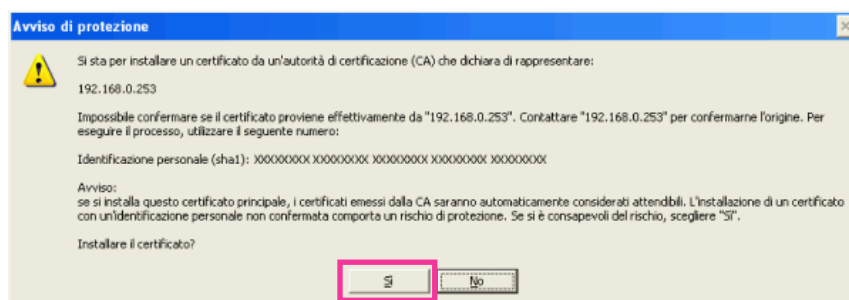 Avviso di protezione
Si sta per installare un certificato da un'autorità di certificazione (CA) che dichiara di rappresentare:
192.168.0.253
Impossibile confermare se il certificato proviene effettivamente da "192.168.0.253". Contattare "192.168.0.253" per confermarne l'origine. Per
eseguire il processo, utilizzare il seguente numero:
Identificazione personale (sha1): XXXXXXXX XXXXXXXX XXXXXXXX XXXXXXXX XXXXXXXX
Avviso:
se si installa questo certificato principale, i certificati emessi dalla CA saranno automaticamente considerati attendibili. L'installazione di un certificato
con un'identificazione personale non confermata comporta un rischio di protezione. Se si è consapevoli del rischio, scegliere "Sì".
Installare il certificato?
Sì
No